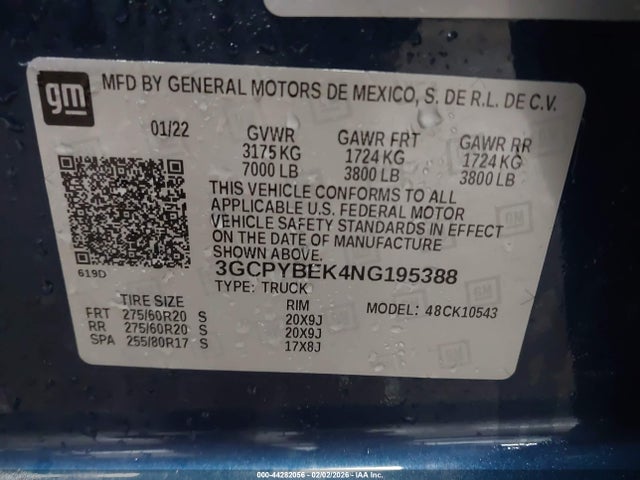 gm
MFD BY GENERAL MOTORS DE MEXICO, S. DE R.L. DE C.V.
01/22
GVWR GAWR FRT GAWR RR
3175 KG 1724 KG 1724 KG
7000 LB 3800 LB 3800 LB
THIS VEHICLE CONFORMS TO ALL
APPLICABLE U.S. FEDERAL MOTOR
VEHICLE SAFETY STANDARDS IN EFFECT
ON THE DATE OF MANUFACTURE
SHOWN ABOVE.
619D
3GCPYBEK4NG195388
TYPE: TRUCK
TIRE SIZE RIM MODEL: 48CK10543
FRT 275/60R20 S 20X9J
RR 275/60R20 S 20X9J
SPA 255/80R17 S 17X8J
000-44282056 - 02/02/2026 - IAA Inc.